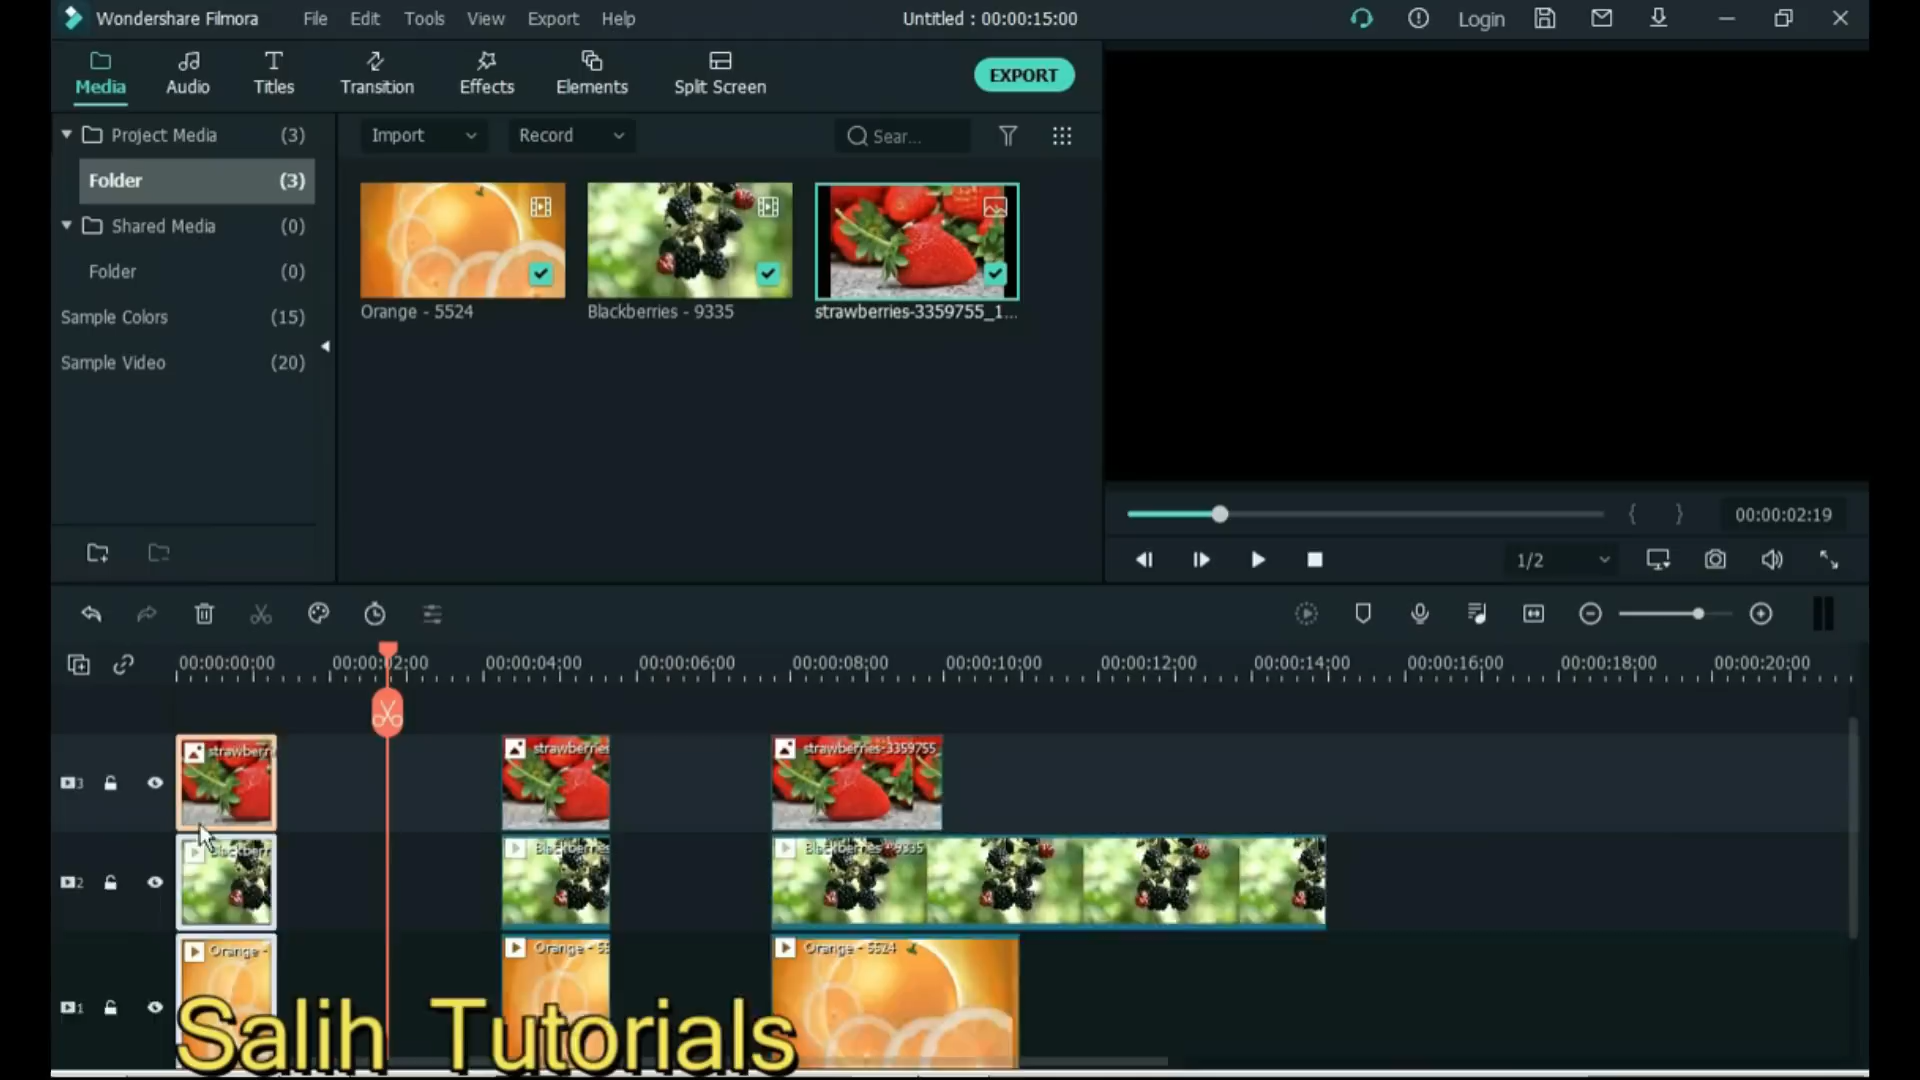 Wondershare Filmora File Edit Tools View Export Help Untitled : 00:00:15:00 Login
Media Audio Titles Transition Effects Elements Split Screen EXPORT
Project Media (3) Import Record Sear...
Folder (3)
Shared Media (0)
Folder (0)
Sample Colors (15)
Sample Video (20)
Orange - 5524 Blackberries - 9335 strawberries-3359755_1...
{ } 00:00:02:19
1/2
00:00:00:00 00:00:02:00 00:00:04:00 00:00:06:00 00:00:08:00 00:00:10:00 00:00:12:00 00:00:14:00 00:00:16:00 00:00:18:00 00:00:20:00
strawberr strawberries strawberries-3359755
3
Blackberr Blackberries Blackberries - 9335
2
Orange - Orange - 55 Orange - 5524
1
Salih Tutorials